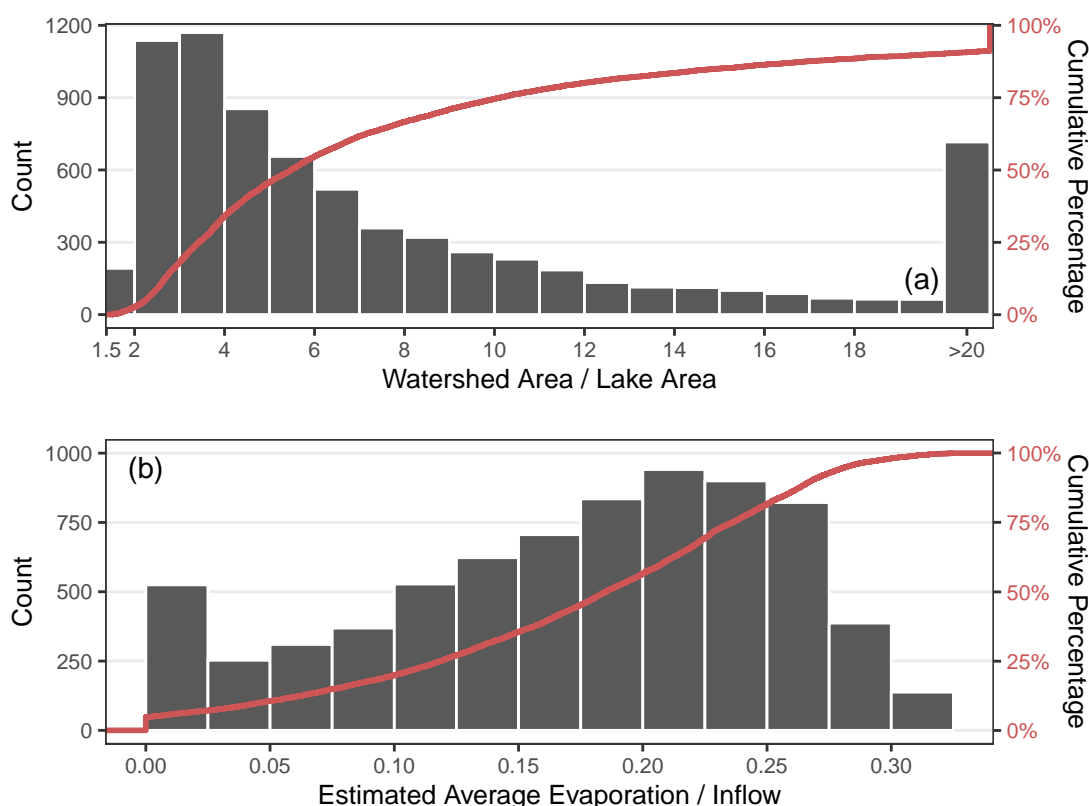 1200
900
600
300
0
Count
100%
75%
50%
25%
0%
Cumulative Percentage
(a)
1.5 2 4 6 8 10 12 14 16 18 >20
Watershed Area / Lake Area
1000
750
500
250
0
Count
100%
75%
50%
25%
0%
Cumulative Percentage
(b)
0.00 0.05 0.10 0.15 0.20 0.25 0.30
Estimated Average Evaporation / Inflow